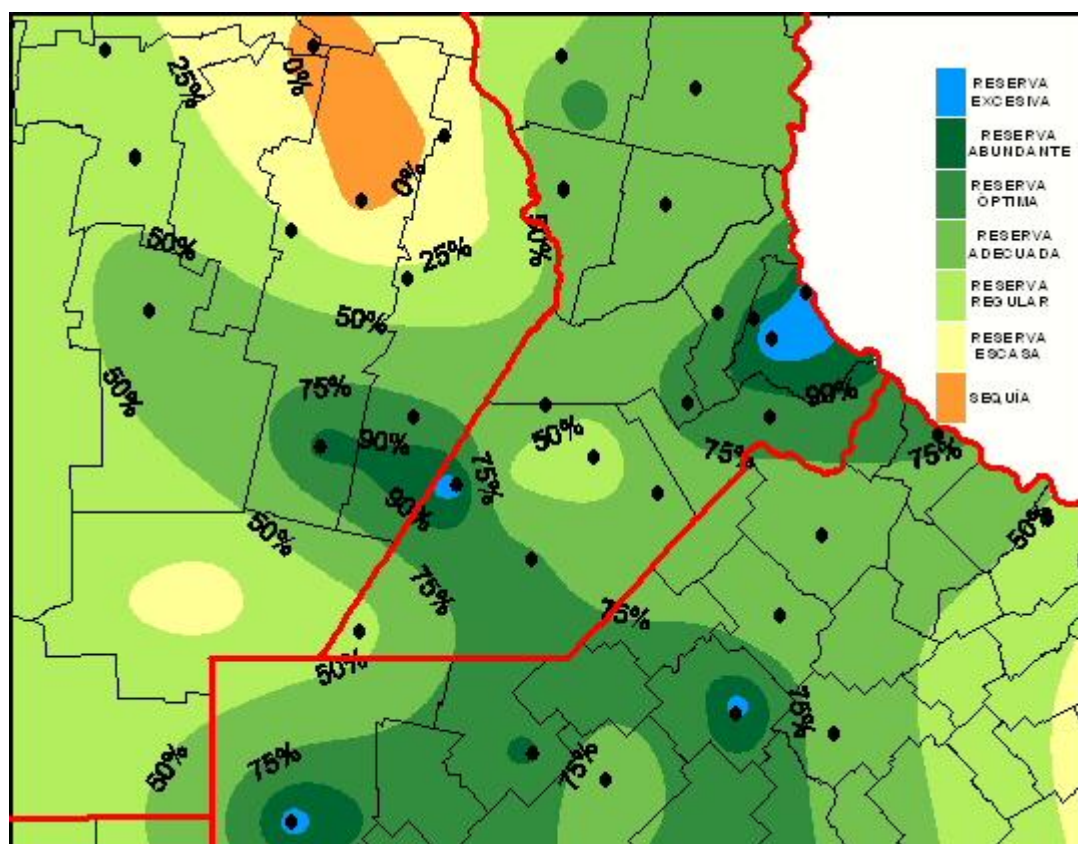 RESERVA
EXCESIVA
RESERVA
ABUNDANTE
RESERVA
ÓPTIMA
RESERVA
ADECUADA
RESERVA
REGULAR
RESERVA
ESCASA
SEQUÍA
25%
0%
0%
50%
50%
25%
50%
50%
75%
90%
90%
50%
75%
90%
75%
75%
50%
50%
75%
75%
50%
75%
50%
75%
75%